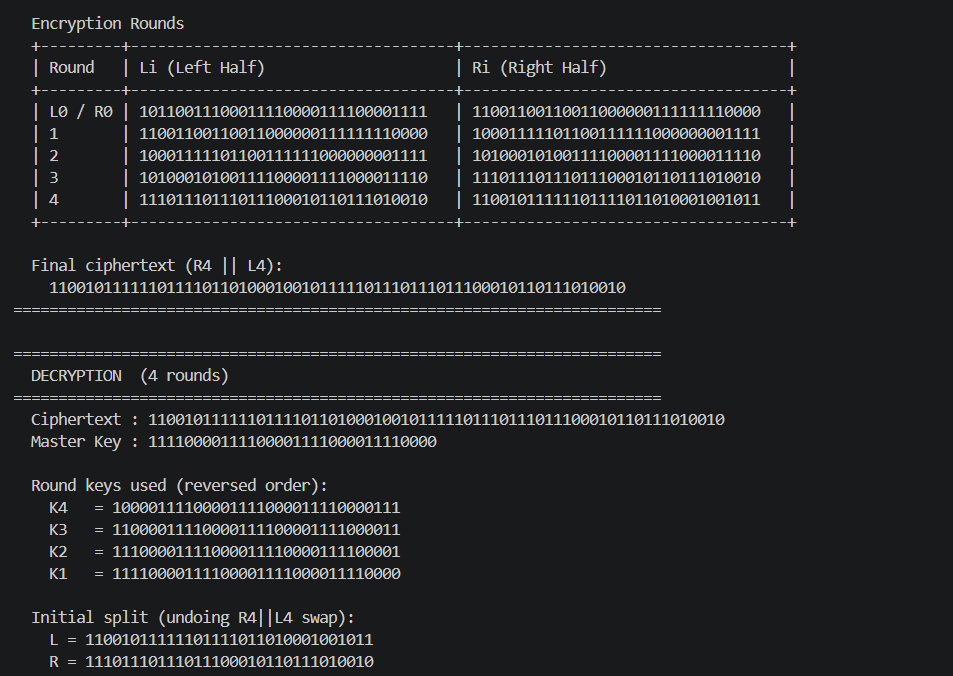 Encryption Rounds
+---------+------------------------------------+------------------------------------+
| Round   | Li (Left Half)                     | Ri (Right Half)                    |
+---------+------------------------------------+------------------------------------+
| L0 / R0 | 10110011100011110000111100001111   | 11001100110011000000111111110000   |
| 1       | 11001100110011000000111111110000   | 10001111101100111111000000001111   |
| 2       | 10001111101100111111000000001111   | 10100010100111100001111000011110   |
| 3       | 10100010100111100001111000011110   | 11101110111011100010110111010010   |
| 4       | 11101110111011100010110111010010   | 11001011111101111011010001001011   |
+---------+------------------------------------+------------------------------------+
Final ciphertext (R4 || L4):
1100101111110111101101000100101111101110111011100010110111010010
========================================================================
========================================================================
DECRYPTION  (4 rounds)
========================================================================
Ciphertext : 1100101111110111101101000100101111101110111011100010110111010010
Master Key : 11110000111100001111000011110000
Round keys used (reversed order):
K4   = 10000111100001111000011110000111
K3   = 11000011110000111100001111000011
K2   = 11100001111000011110000111100001
K1   = 11110000111100001111000011110000
Initial split (undoing R4||L4 swap):
L = 11001011111101111011010001001011
R = 11101110111011100010110111010010